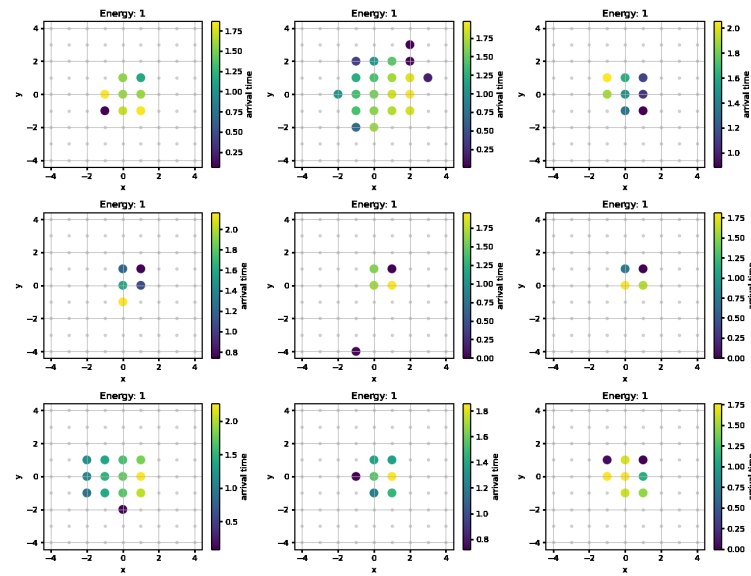 Energy: 1 Energy: 1 Energy: 1
4 2 0 −2 −4 y −4 −2 0 2 4 x 1.75 1.50 1.25 1.00 0.75 0.50 0.25 arrival time
4 2 0 −2 −4 y −4 −2 0 2 4 x 1.75 1.50 1.25 1.00 0.75 0.50 0.25 arrival time
4 2 0 −2 −4 y −4 −2 0 2 4 x 2.0 1.8 1.6 1.4 1.2 1.0 arrival time
Energy: 1 Energy: 1 Energy: 1
4 2 0 −2 −4 y −4 −2 0 2 4 x 2.0 1.8 1.6 1.4 1.2 1.0 0.8 arrival time
4 2 0 −2 −4 y −4 −2 0 2 4 x 1.75 1.50 1.25 1.00 0.75 0.50 0.25 0.00 arrival time
4 2 0 −2 −4 y −4 −2 0 2 4 x 1.75 1.50 1.25 1.00 0.75 0.50 0.25 0.00 arrival time
Energy: 1 Energy: 1 Energy: 1
4 2 0 −2 −4 y −4 −2 0 2 4 x 2.0 1.5 1.0 0.5 arrival time
4 2 0 −2 −4 y −4 −2 0 2 4 x 1.8 1.6 1.4 1.2 1.0 0.8 arrival time
4 2 0 −2 −4 y −4 −2 0 2 4 x 1.75 1.50 1.25 1.00 0.75 0.50 0.25 0.00 arrival time